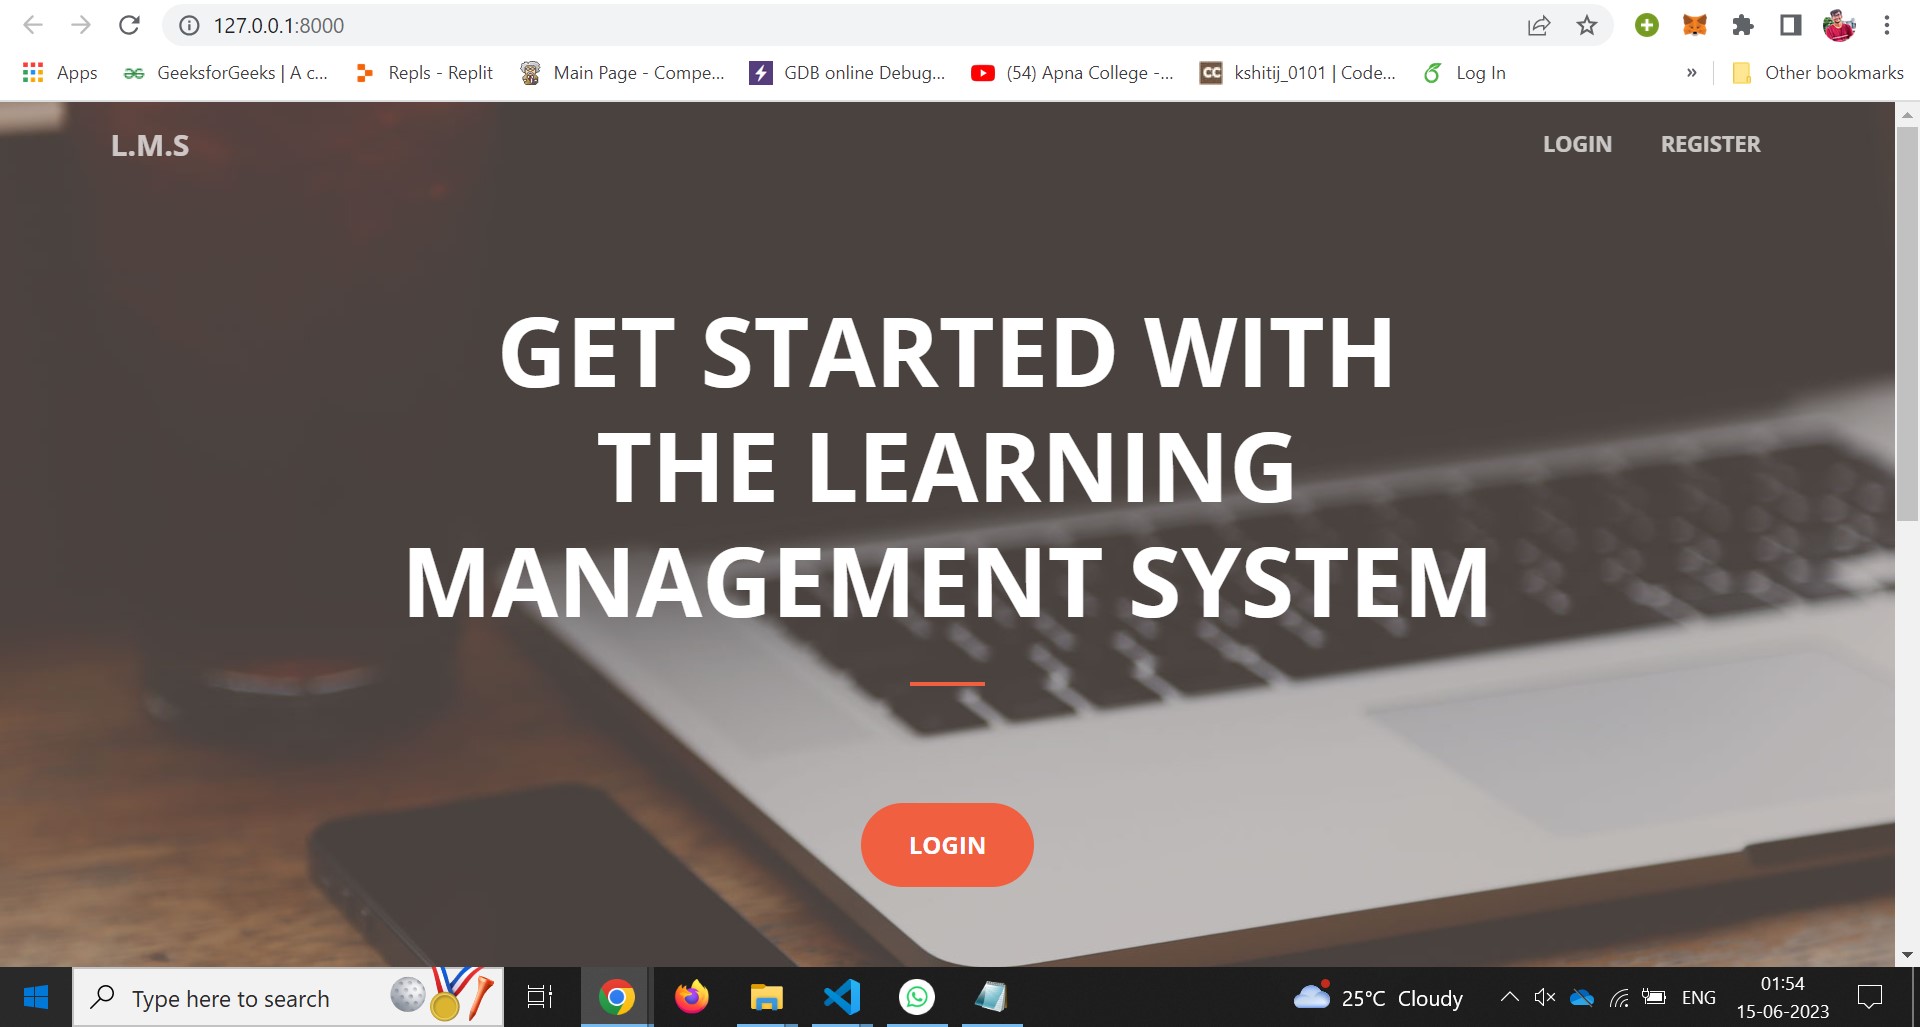 127.0.0.1:8000
Apps
GeeksforGeeks | A c...
Repls - Replit
Main Page - Compe...
GDB online Debug...
(54) Apna College -...
CC
kshitij_0101 | Code...
Log In
»
Other bookmarks
L.M.S
LOGIN
REGISTER
GET STARTED WITH
THE LEARNING
MANAGEMENT SYSTEM
LOGIN
Type here to search
25°C Cloudy
ENG
01:54
15-06-2023